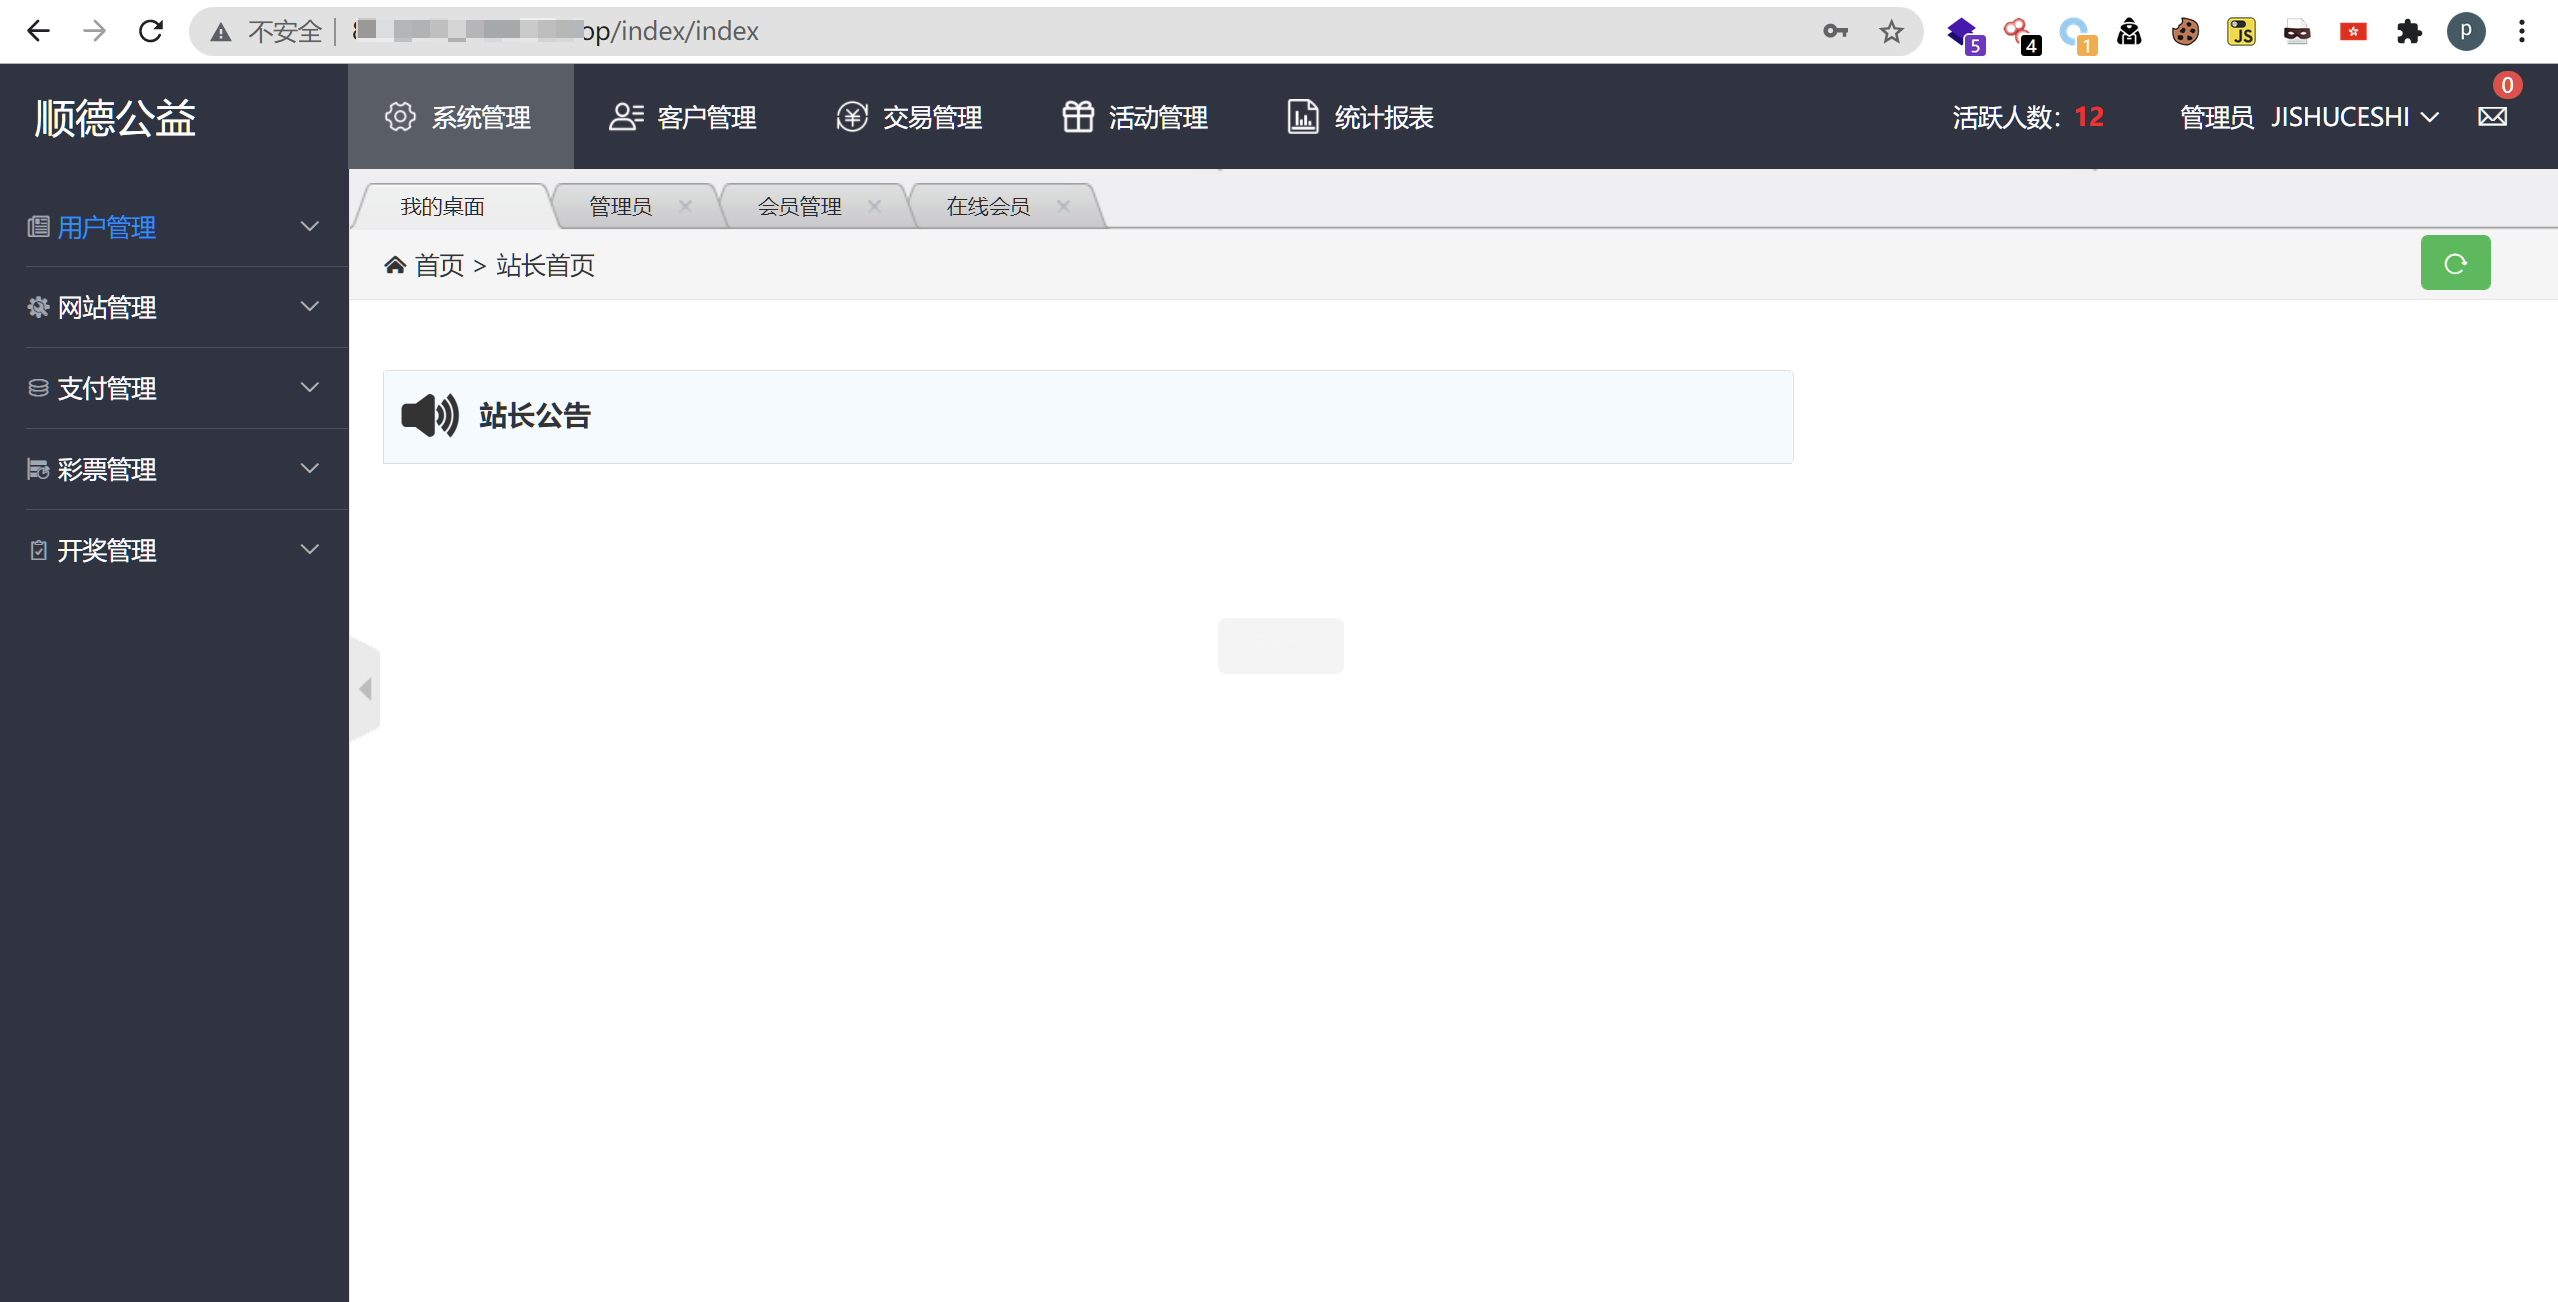 不安全 8 op/index/index
5 4 1 JS p
顺德公益
系统管理 客户管理 交易管理 活动管理 统计报表 活跃人数：12 管理员 JISHUCESHI 0
我的桌面 管理员 会员管理 在线会员
用户管理
首页 > 站长首页
网站管理
支付管理
站长公告
彩票管理
开奖管理